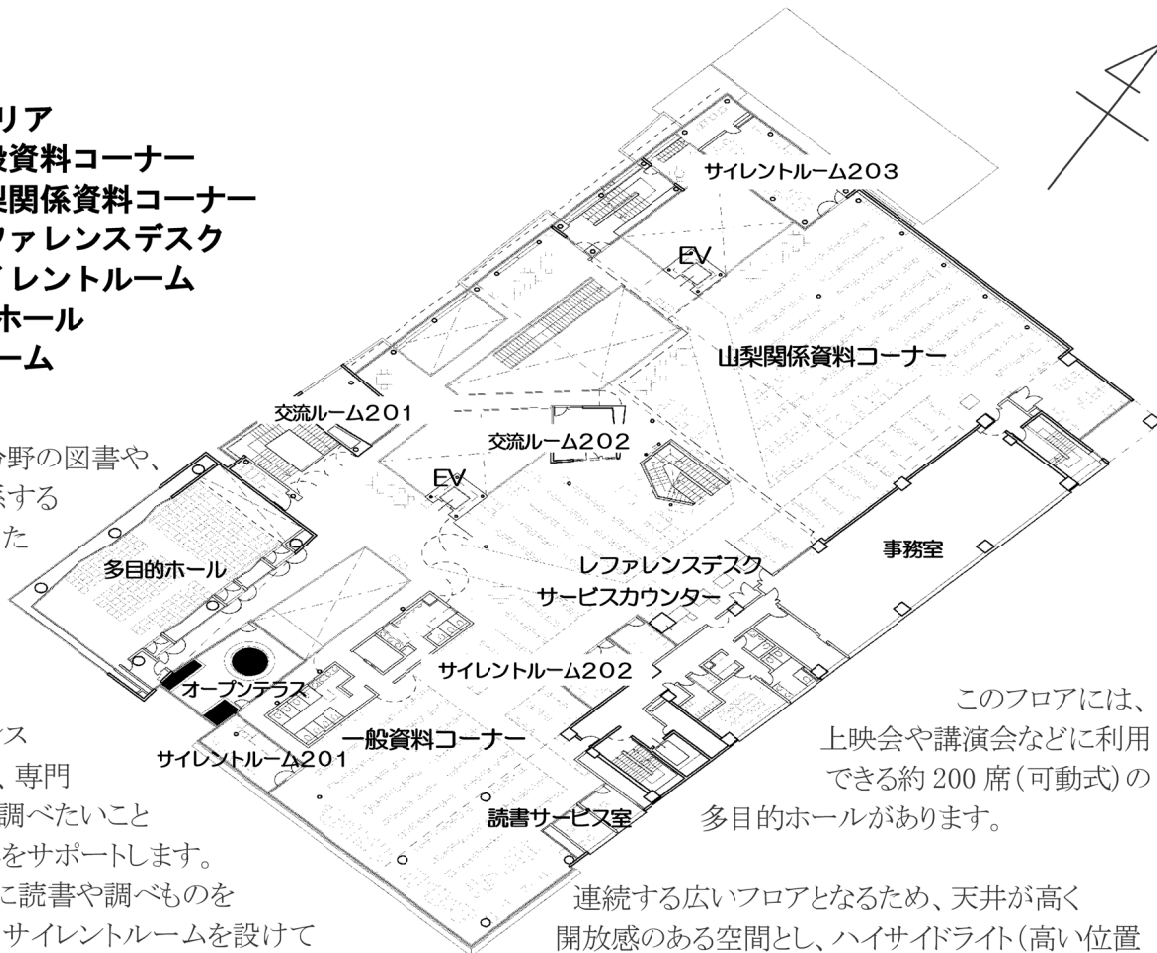 リア
般資料コーナー
梨関係資料コーナー
ファレンスデスク
イレントルーム
ホール
ーム
サイレントルーム203
EV
山梨関係資料コーナー
交流ルーム201
交流ルーム202
EV
分野の図書や、
係する
た
多目的ホール
レファレンスデスク
サービスカウンター
事務室
サイレントルーム202
オープンテラス
一般資料コーナー
サイレントルーム201
読書サービス室
ンス
、専門
調べたいこと
をサポートします。
に読書や調べものを
サイレントルームを設けて
このフロアには、
上映会や講演会などに利用
できる約200席(可動式)の
多目的ホールがあります。
連続する広いフロアとなるため、天井が高く
開放感のある空間とし、ハイサイドライト(高い位置